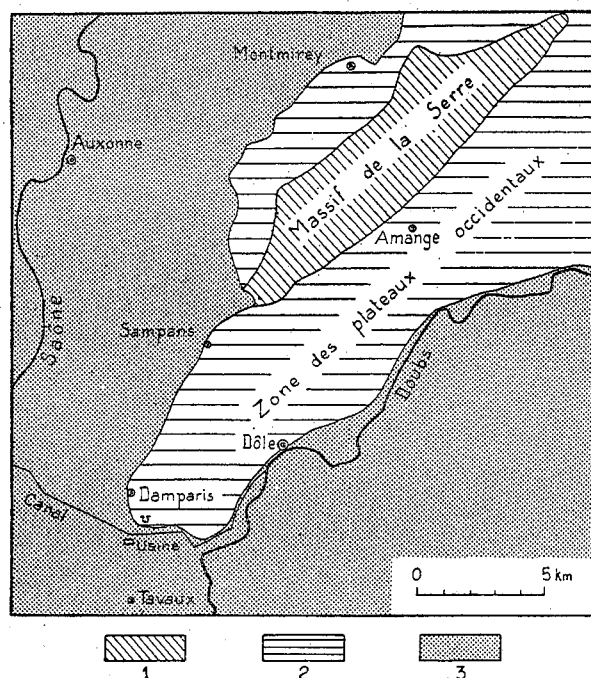 Montmirey
Massif de la Serre
Auxonne
Amange
Zone des plateaux occidentaux
Saône
Sampans
Doubs
Dôle
Damparis
Canal
Usine
Tavaux
0 5 km
1 2 3